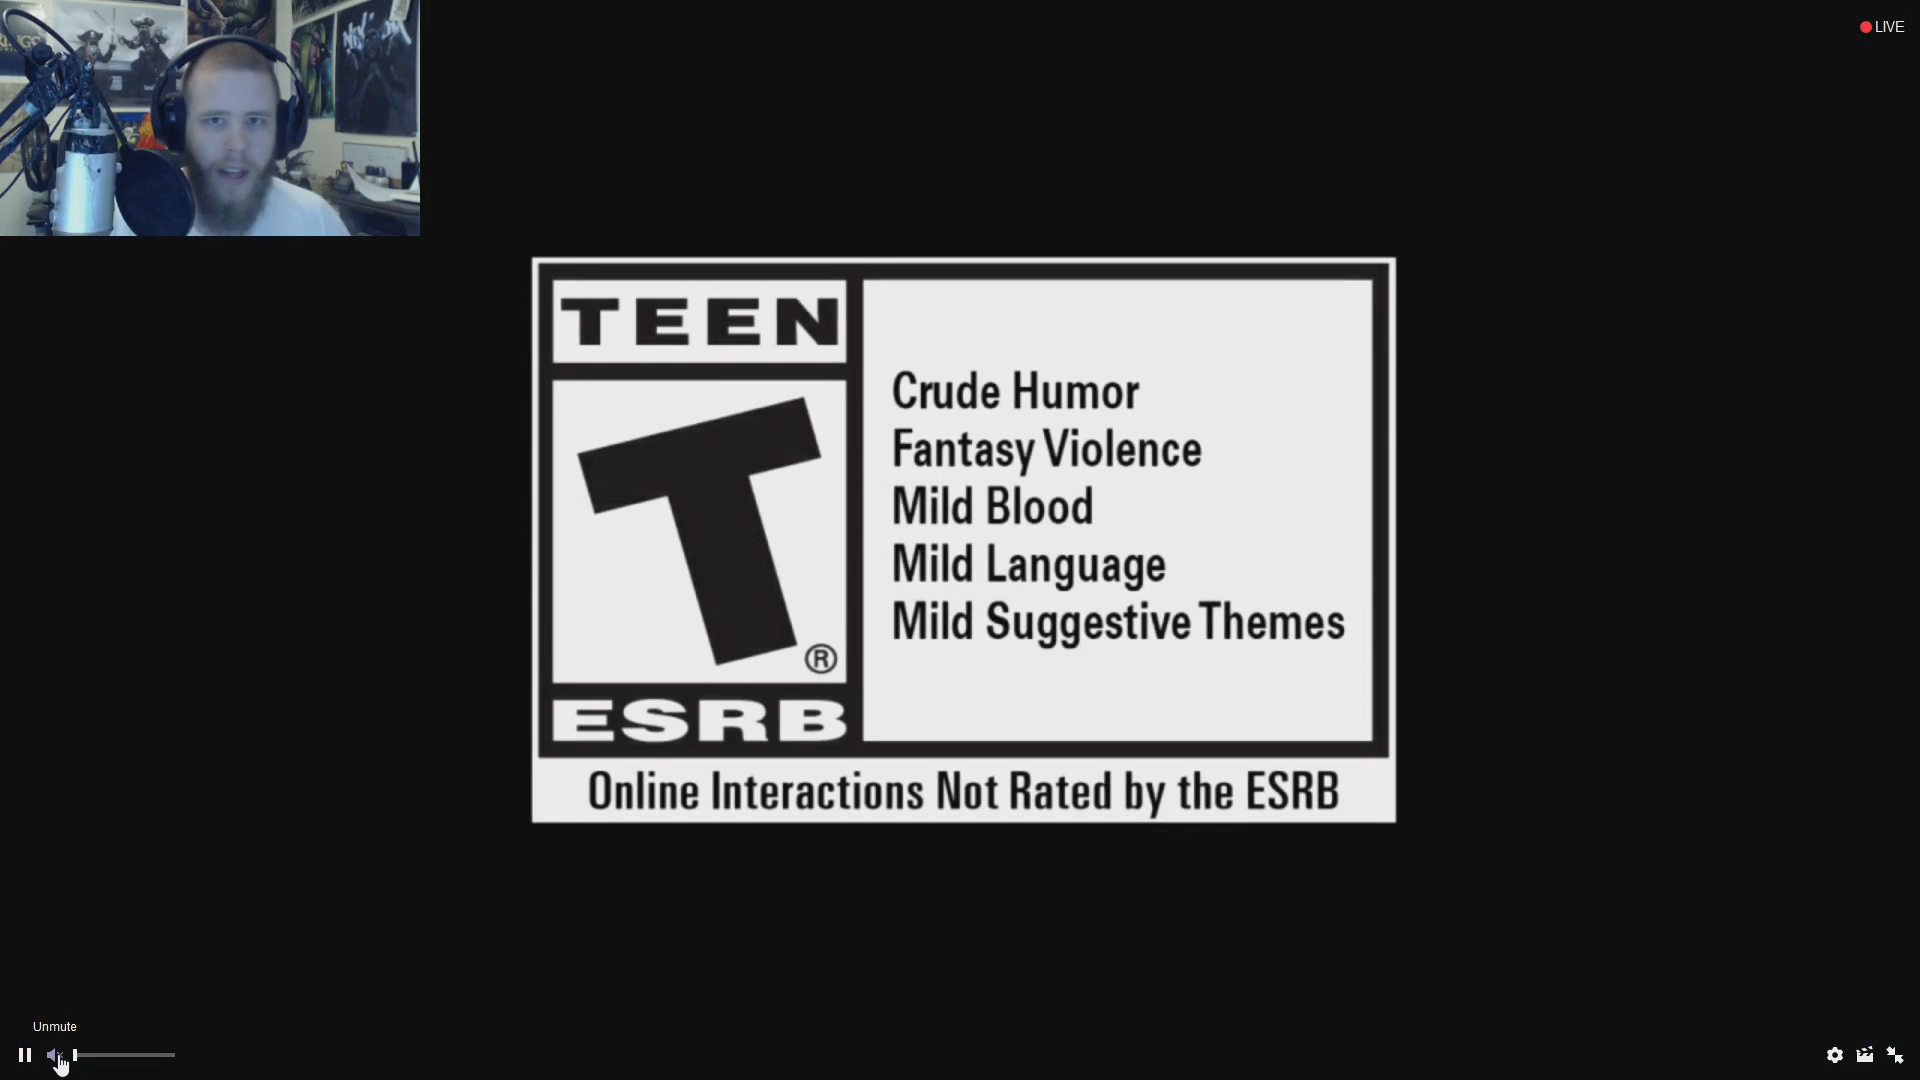 LIVE
TEEN
T
®
ESRB
Crude Humor
Fantasy Violence
Mild Blood
Mild Language
Mild Suggestive Themes
Online Interactions Not Rated by the ESRB
Unmute